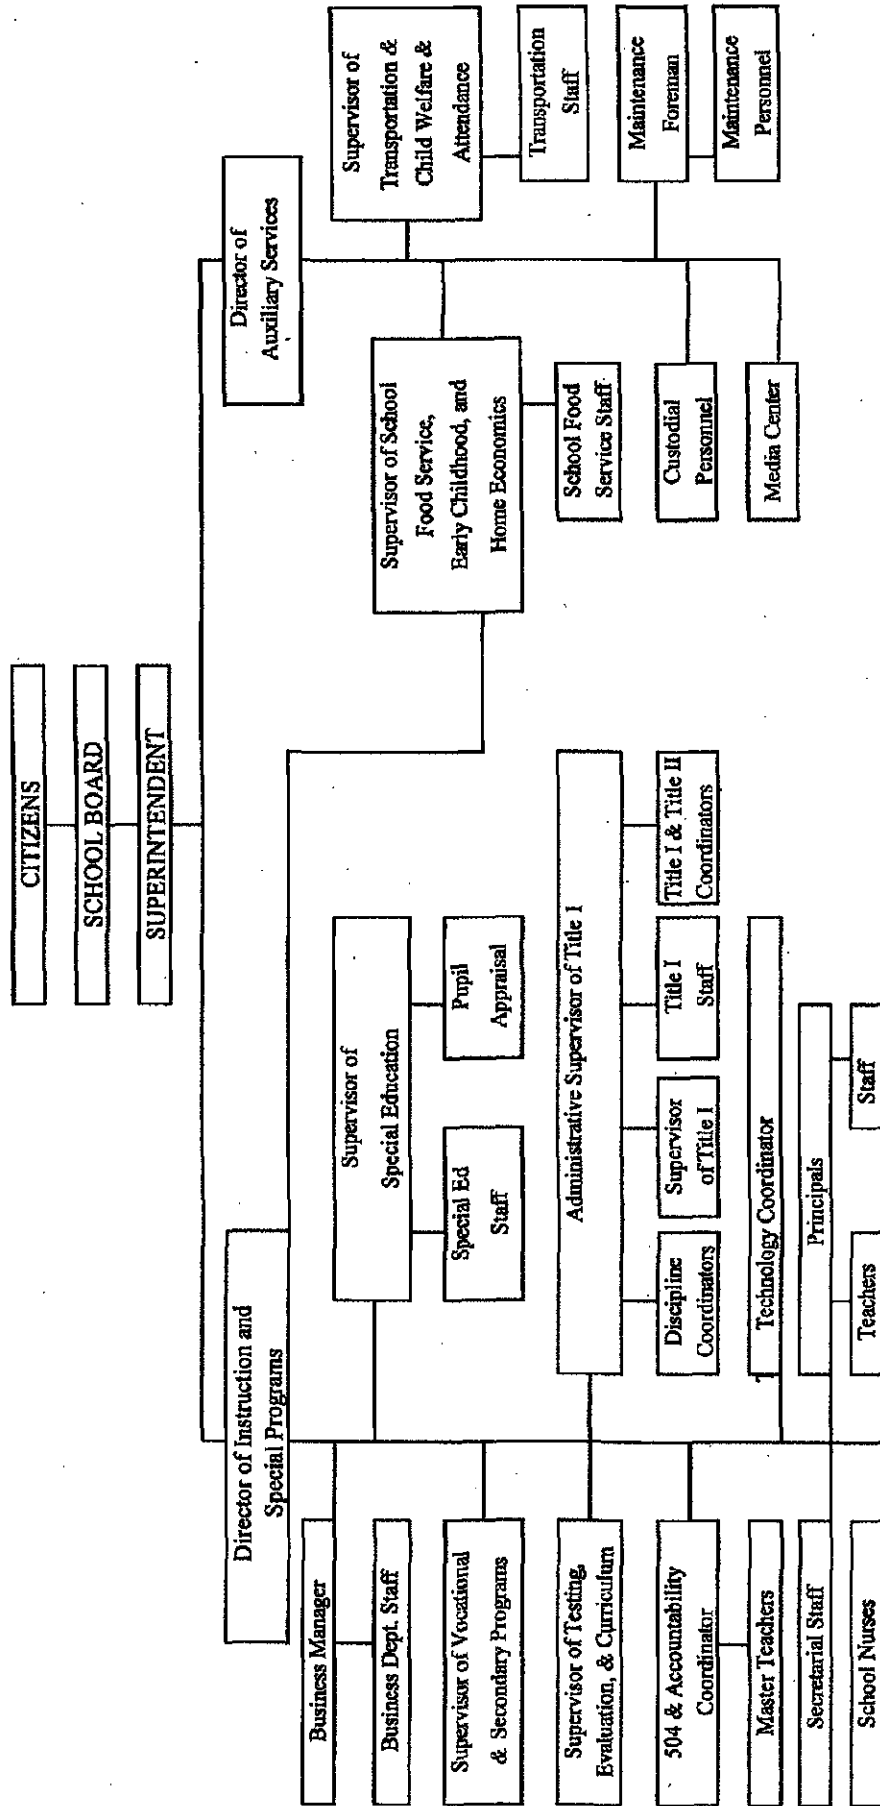 CITIZENS
SCHOOL BOARD
SUPERINTENDENT
Director of Instruction and
Special Programs
Director of
Auxiliary Services
Business Manager
Business Dept. Staff
Supervisor of Vocational
& Secondary Programs
Supervisor of Testing,
Evaluation, & Curriculum
504 & Accountability
Coordinator
Master Teachers
Secretarial Staff
School Nurses
Supervisor of
Special Education
Special Ed
Staff
Pupil
Appraisal
Administrative Supervisor of Title I
Discipline
Coordinators
Supervisor
of Title I
Title I
Staff
Title I & Title II
Coordinators
Technology Coordinator
Principals
Teachers
Staff
Supervisor of School
Food Service,
Early Childhood, and
Home Economics
School Food
Service Staff
Custodial
Personnel
Media Center
Supervisor of
Transportation &
Child Welfare &
Attendance
Transportation
Staff
Maintenance
Foreman
Maintenance
Personnel